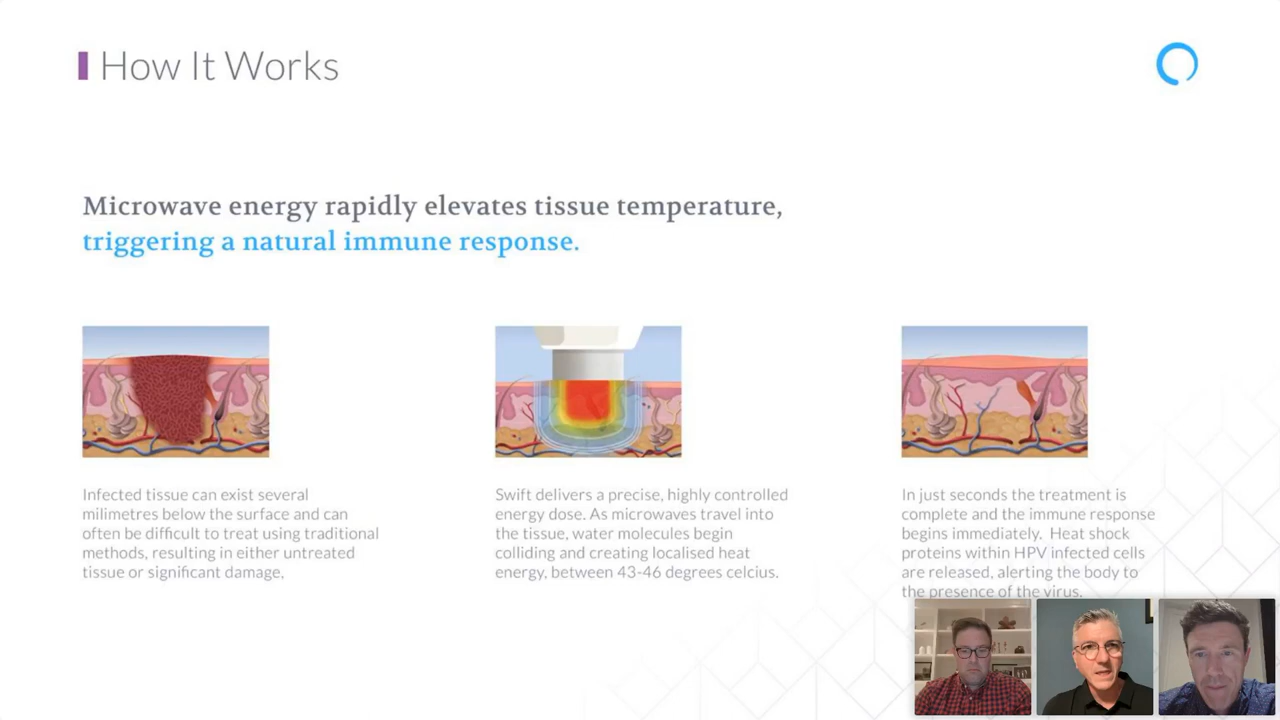 How It Works
Microwave energy rapidly elevates tissue temperature,
triggering a natural immune response.
Infected tissue can exist several
milimetres below the surface and can
often be difficult to treat using traditional
methods, resulting in either untreated
tissue or significant damage.
Swift delivers a precise, highly controlled
energy dose. As microwaves travel into
the tissue, water molecules begin
colliding and creating localised heat
energy, between 43-46 degrees celcius.
In just seconds the treatment is
complete and the immune response
begins immediately. Heat shock
proteins within HPV infected cells
are released, alerting the body to
the presence of the virus.